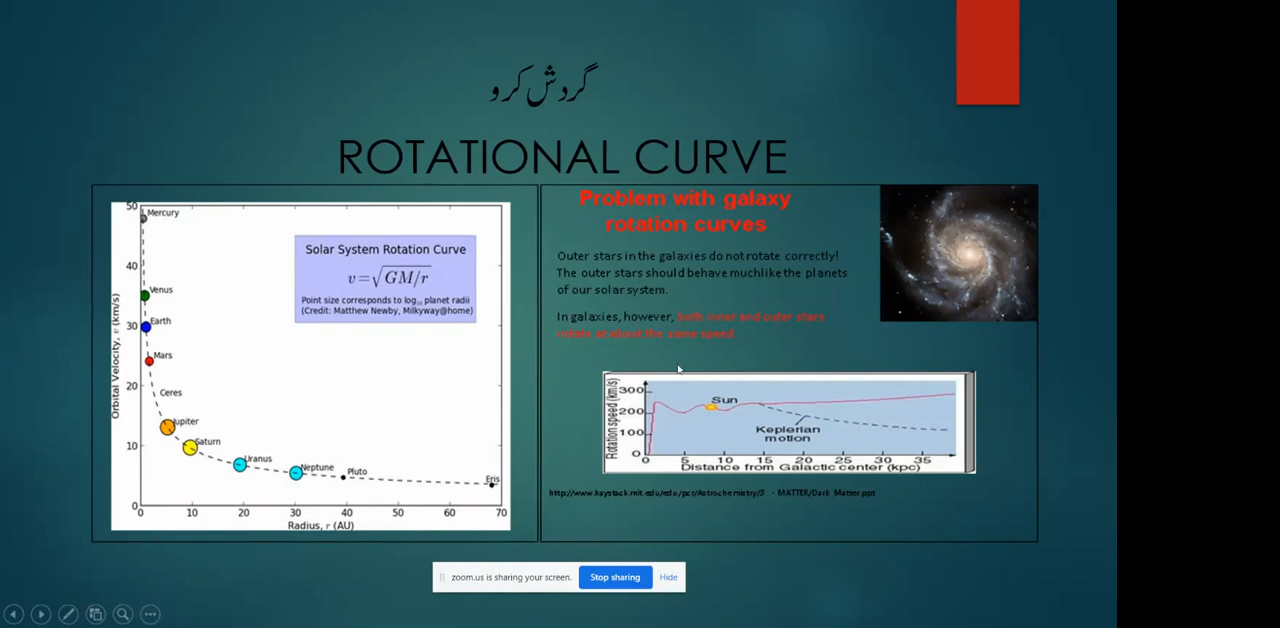 گردش کرو
ROTATIONAL CURVE
50
40
30
20
10
0
Orbital Velocity, v (km/s)
Mercury
Venus
Earth
Mars
Ceres
Jupiter
Saturn
Uranus
Neptune
Pluto
Eris
Solar System Rotation Curve
v=√GM/r
Point size corresponds to log₁₀ planet radii
(Credit: Matthew Newby, Milkyway@home)
0 10 20 30 40 50 60 70
Radius, r (AU)
Problem with galaxy
rotation curves
Outer stars in the galaxies do not rotate correctly!
The outer stars should behave much like the planets
of our solar system.
In galaxies, however, both inner and outer stars
rotate at about the same speed
Rotation speed (km/s)
300
200
100
0
Sun
Keplerian
motion
0 5 10 15 20 25 30 35
Distance from Galactic center (kpc)
zoom.us is sharing your screen.
Stop sharing
Hide